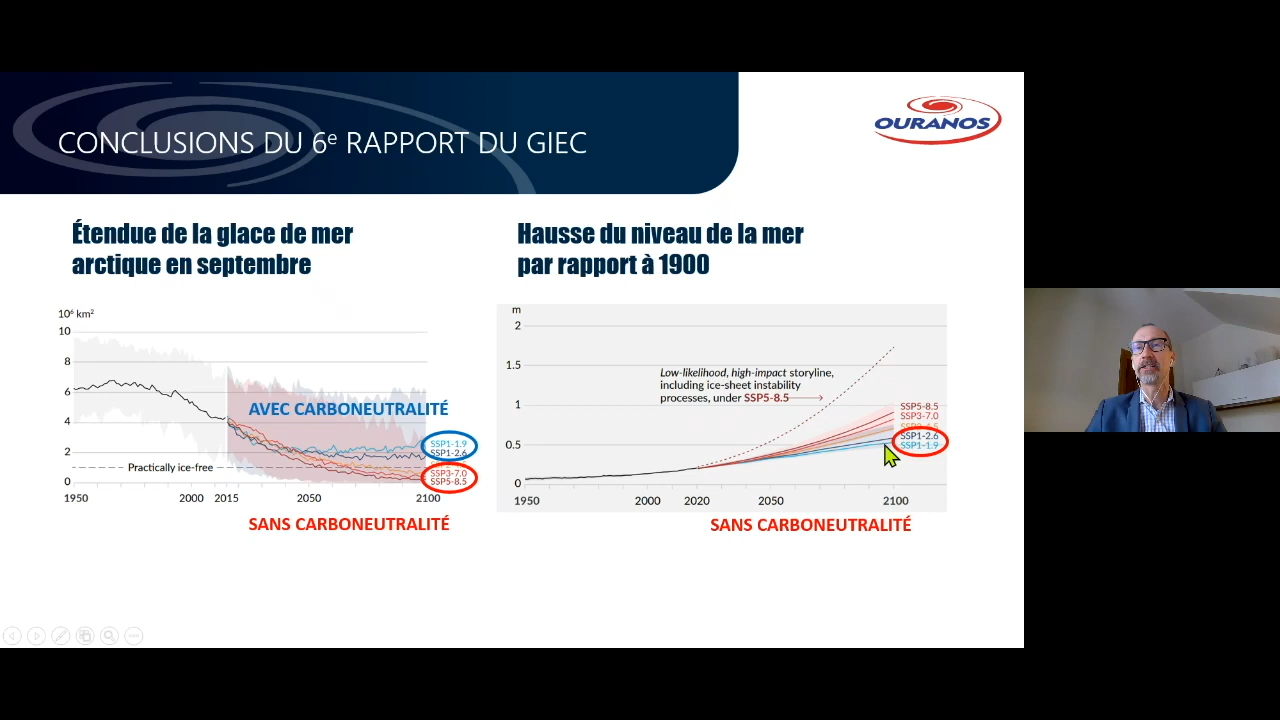 CONCLUSIONS DU 6e RAPPORT DU GIEC
OURANOS
Étendue de la glace de mer
arctique en septembre
10⁶ km²
10
8
6
4
2
0
AVEC CARBONEUTRALITÉ
SSP1-1.9
SSP1-2.6
Practically ice-free
SSP3-7.0
SSP5-8.5
1950
2000
2015
2050
2100
SANS CARBONEUTRALITÉ
Hausse du niveau de la mer
par rapport à 1900
m
2
1.5
1
0.5
0
Low-likelihood, high-impact storyline,
including ice-sheet instability
processes, under SSP5-8.5
SSP5-8.5
SSP3-7.0
SSP1-2.6
SSP1-1.9
1950
2000
2020
2050
2100
SANS CARBONEUTRALITÉ